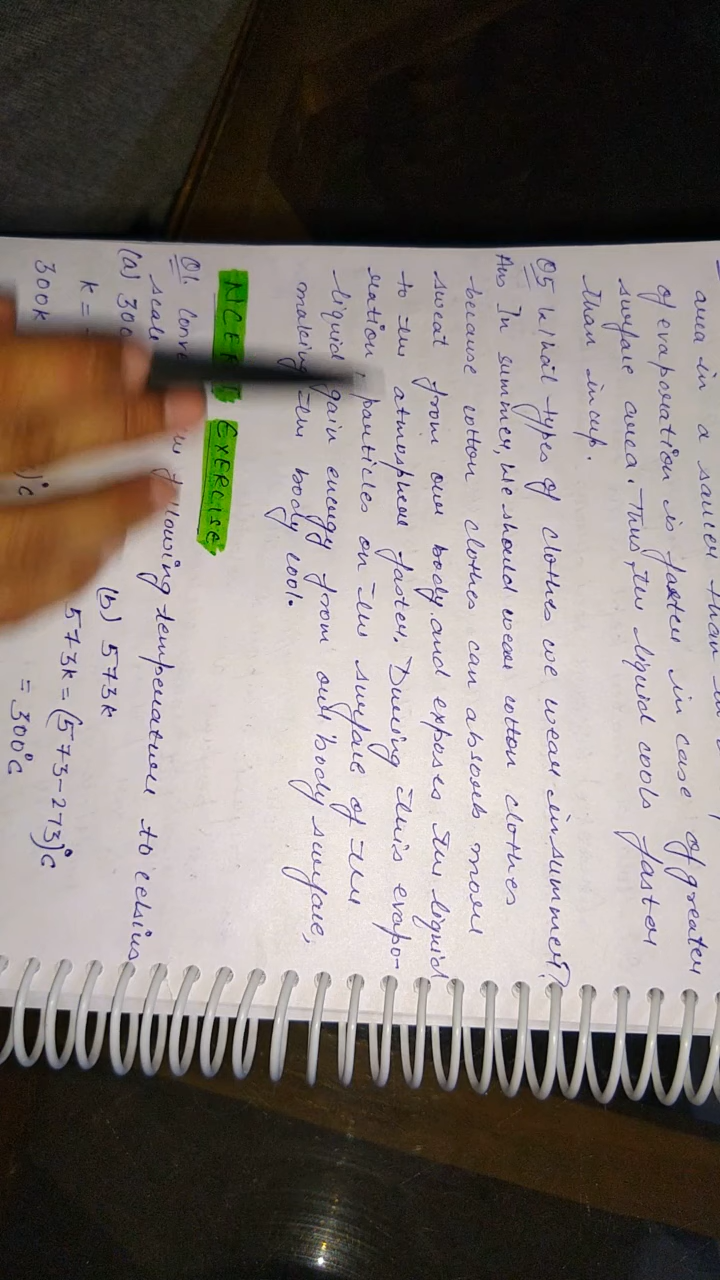 area in a saucer than
of evaporation is faster in case of greater
surface area. Thus, the liquid cools faster
than in cup.
Q5 What types of clothes we wear in summer?
Ans In summer, we should wear cotton clothes
because cotton clothes can absorb more
sweat from our body and exposes the liquid
to the atmosphere faster. During this evapo-
ration, particles on the surface of the
liquid gain energy from our body surface,
making the body cool.
NCERT EXERCISE
Q1. following temperature to celsius
scale
(a) 300 (b) 573K
K = 573K = (573-273)°C
300K )°C = 300°C